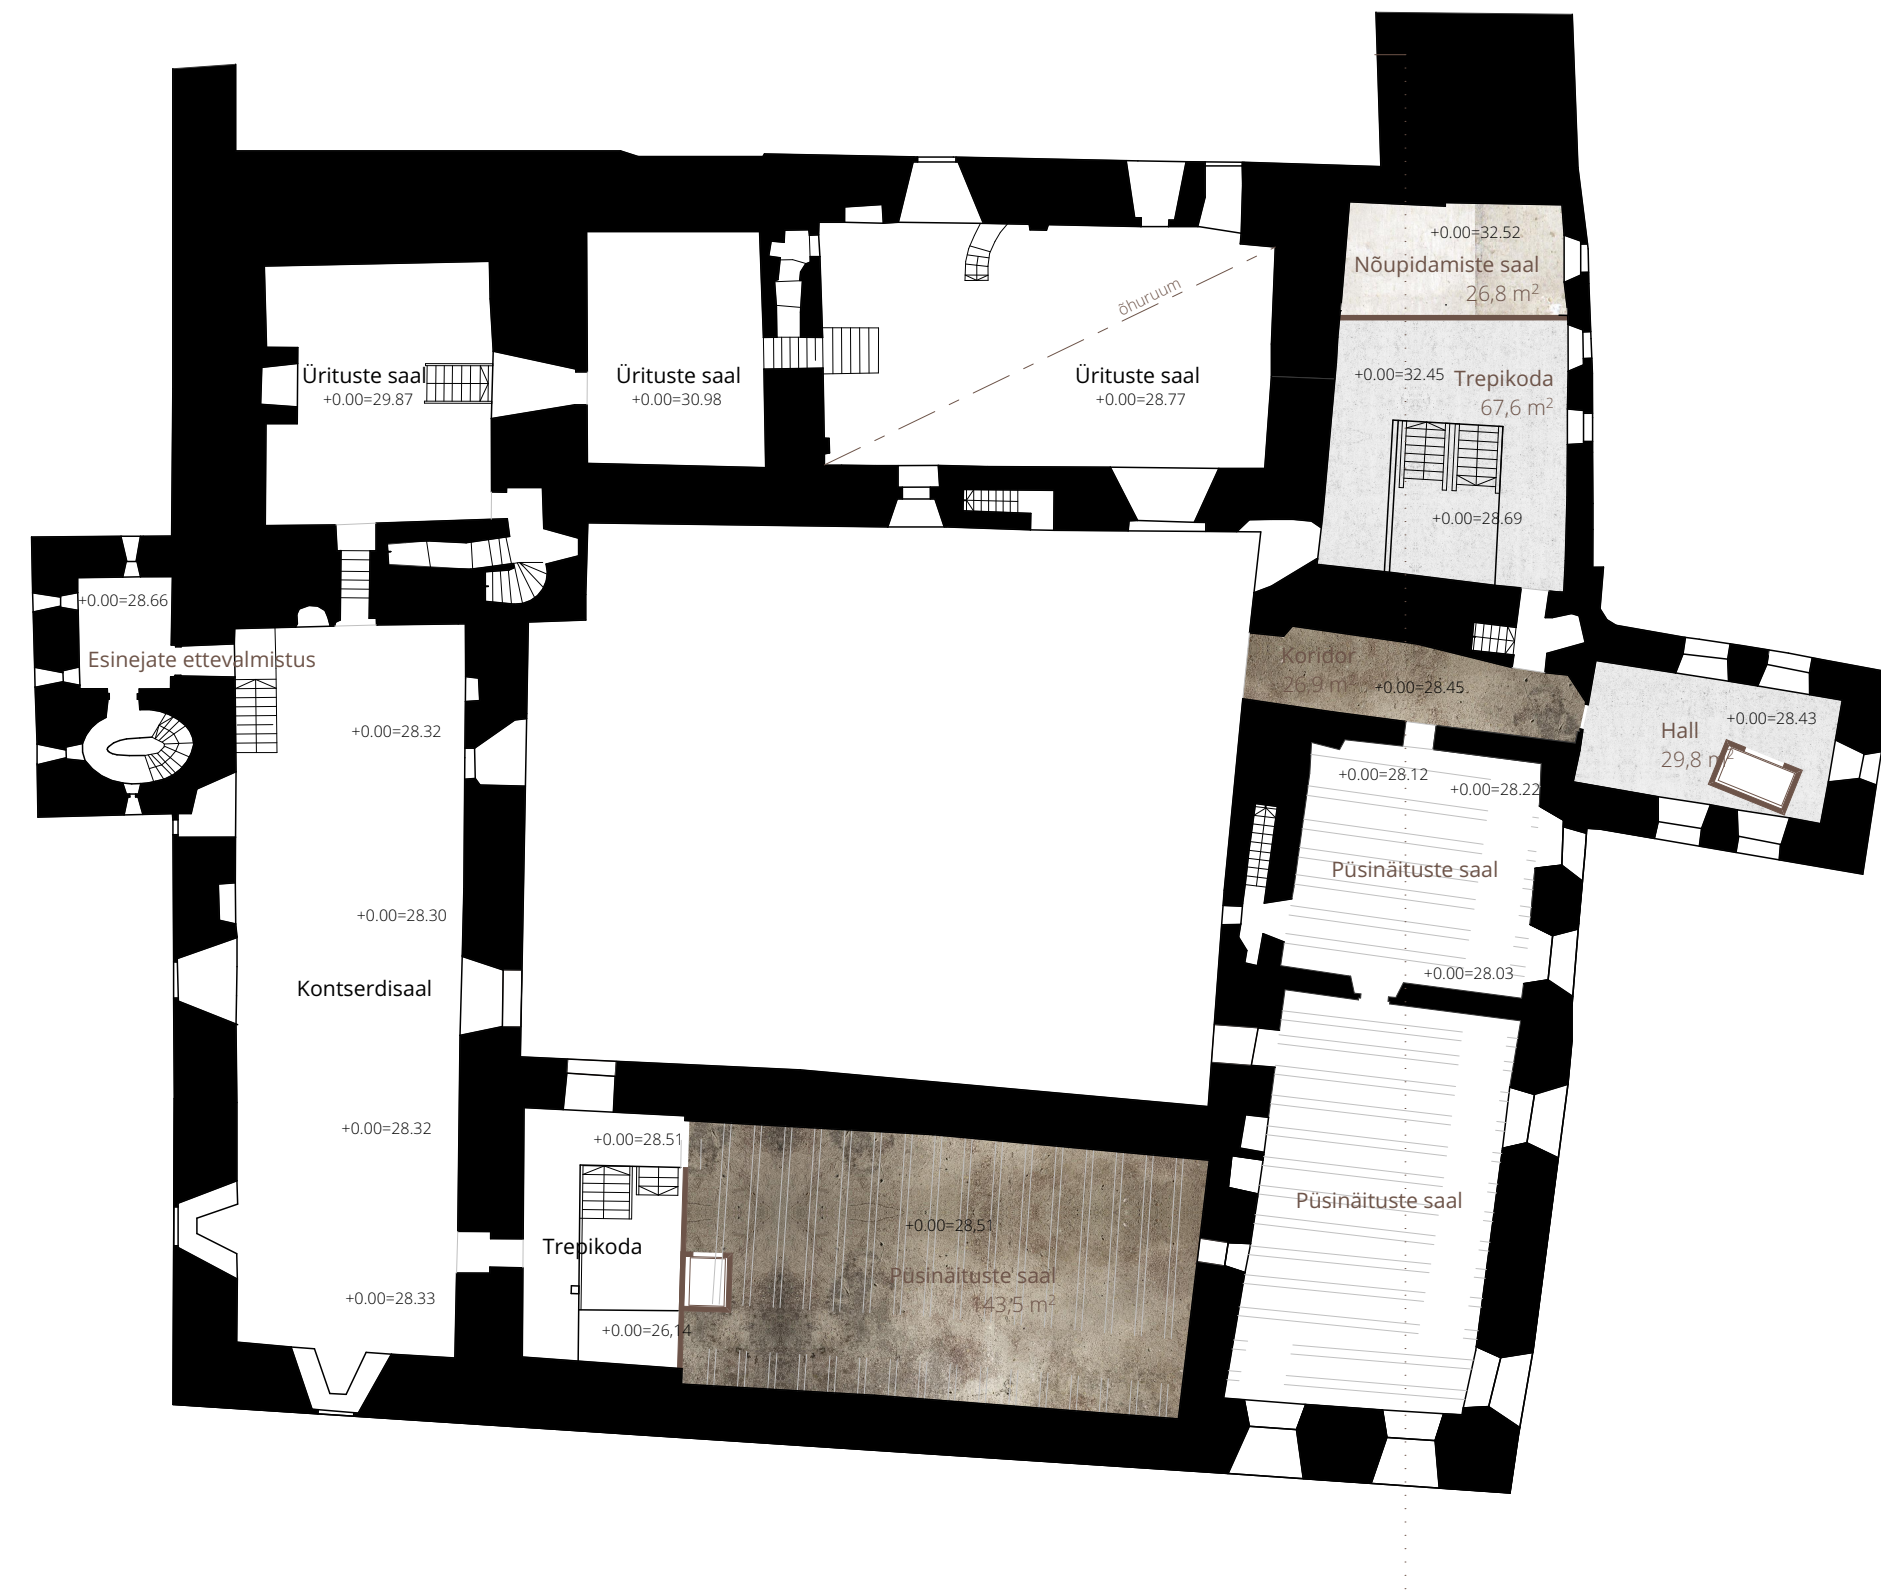 +0.00=32.52
Nõupidamiste saal
26,8 m²
õhuruum
Ürituste saal
+0.00=29.87
Ürituste saal
+0.00=30.98
Ürituste saal
+0.00=28.77
+0.00=32.45
Trepikoda
67,6 m²
+0.00=28.69
+0.00=28.66
Esinejate ettevalmistus
Koridor
26,9 m²
+0.00=28.45
+0.00=28.32
Hall
29,8 m²
+0.00=28.43
+0.00=28.12
+0.00=28.22
Püsinäituste saal
+0.00=28.30
+0.00=28.03
Kontserdisaal
+0.00=28.32
+0.00=28.51
Püsinäituste saal
+0.00=28,51
Trepikoda
Püsinäituste saal
143,5 m²
+0.00=28.33
+0.00=26,14